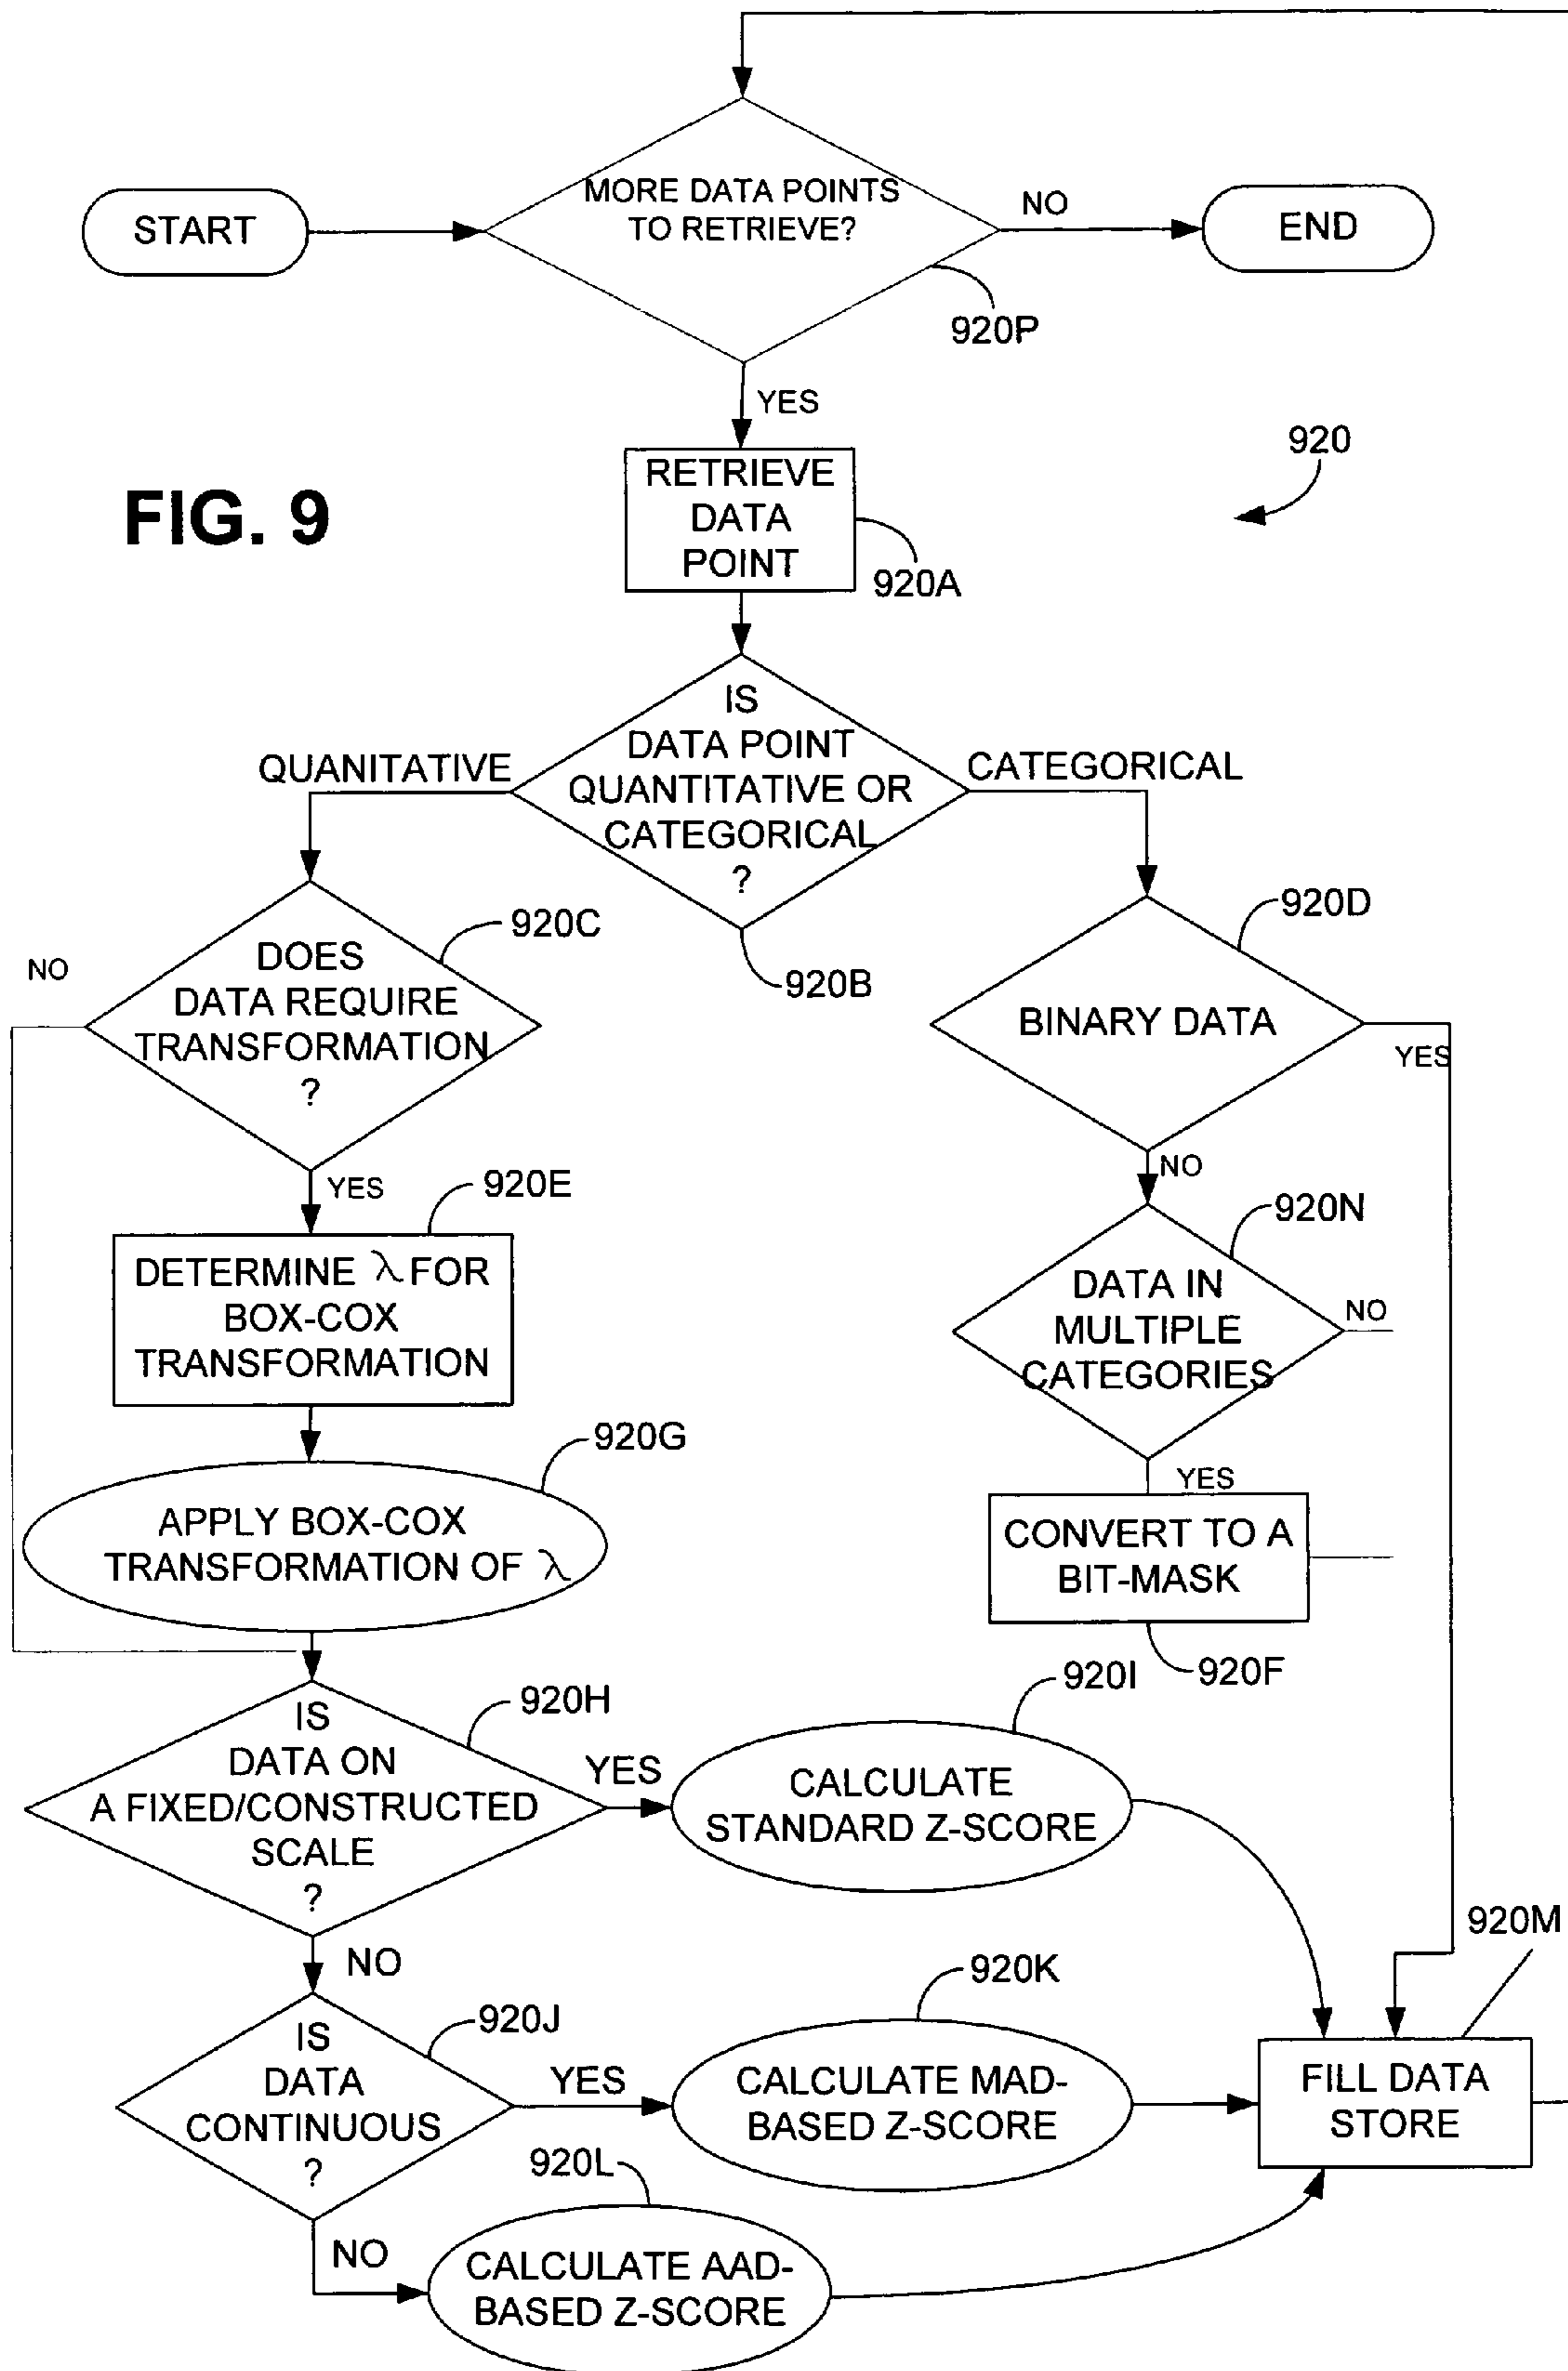 MORE DATA POINTS
TO RETRIEVE?
START
NO
END
920P
YES
920
FIG. 9
RETRIEVE
DATA
POINT
920A
IS
DATA POINT
QUANTITATIVE OR
CATEGORICAL
?
QUANITATIVE
CATEGORICAL
920B
920C
920D
NO
DOES
DATA REQUIRE
TRANSFORMATION
?
BINARY DATA
YES
YES
920E
NO
920N
DETERMINE λ FOR
BOX-COX
TRANSFORMATION
DATA IN
MULTIPLE
CATEGORIES
NO
920G
YES
APPLY BOX-COX
TRANSFORMATION OF λ
CONVERT TO A
BIT-MASK
920F
920I
920H
IS
DATA ON
A FIXED/CONSTRUCTED
SCALE
?
YES
CALCULATE
STANDARD Z-SCORE
920M
NO
920K
920J
IS
DATA
CONTINUOUS
?
YES
CALCULATE MAD-
BASED Z-SCORE
FILL DATA
STORE
920L
NO
CALCULATE AAD-
BASED Z-SCORE